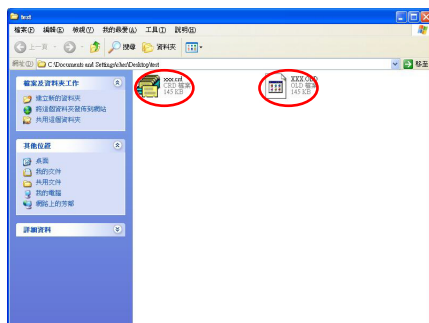 test
檔案(F) 編輯(E) 檢視(V) 我的最愛(A) 工具(T) 說明(H)
上一頁 搜尋 資料夾
網址(D) C:\Documents and Settings\cher\Desktop\test 移至
檔案及資料夾工作
建立新的資料夾
將這個資料夾發佈到網站
共用這個資料夾
其他位置
桌面
我的文件
共用文件
我的電腦
網路上的芳鄰
詳細資料
xxx.crd
CRD 檔案
145 KB
XXX.OLD
OLD 檔案
145 KB